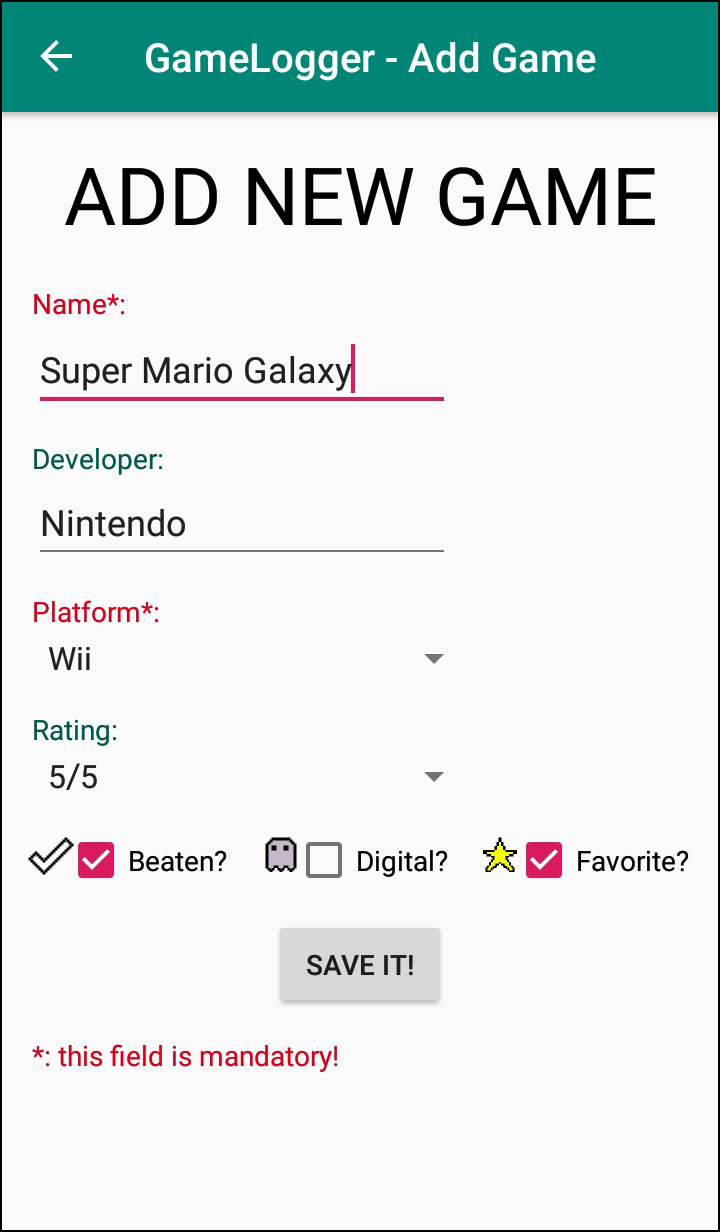 GameLogger - Add Game
ADD NEW GAME
Name*:
Super Mario Galaxy
Developer:
Nintendo
Platform*:
Wii
Rating:
5/5
Beaten? Digital? Favorite?
SAVE IT!
*: this field is mandatory!